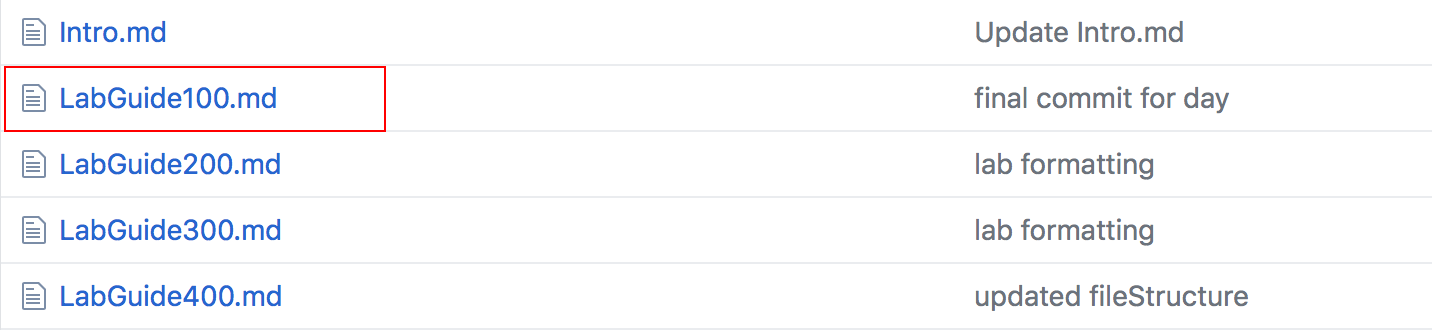 Intro.md Update Intro.md
LabGuide100.md final commit for day
LabGuide200.md lab formatting
LabGuide300.md lab formatting
LabGuide400.md updated fileStructure